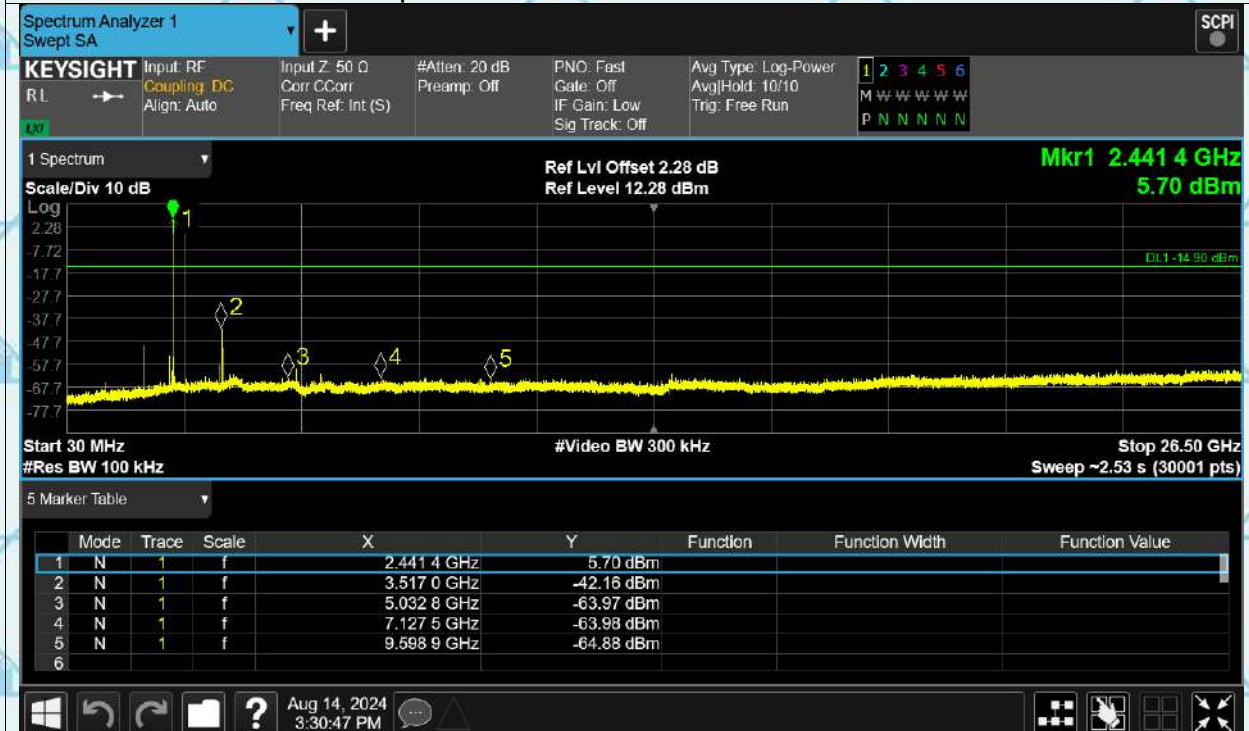 Spectrum Analyzer 1
Swept SA
+
SCPI
KEYSIGHT
RL
LXI
Input: RF
Coupling: DC
Align: Auto
Input Z: 50 Ω
Corr CCorr
Freq Ref: Int (S)
#Atten: 20 dB
Preamp: Off
PNO: Fast
Gate: Off
IF Gain: Low
Sig Track: Off
Avg Type: Log-Power
Avg|Hold: 10/10
Trig: Free Run
1 2 3 4 5 6
M W W W W W
P N N N N N
1 Spectrum
Scale/Div 10 dB
Log
Ref Lvl Offset 2.28 dB
Ref Level 12.28 dBm
Mkr1 2.441 4 GHz
5.70 dBm
2.28
-7.72
-17.7
-27.7
-37.7
-47.7
-57.7
-67.7
-77.7
1
2
3
4
5
DL1 -14.90 dBm
Start 30 MHz
#Video BW 300 kHz
Stop 26.50 GHz
#Res BW 100 kHz
Sweep ~2.53 s (30001 pts)
5 Marker Table
Mode Trace Scale X Y Function Function Width Function Value
1 N 1 f 2.441 4 GHz 5.70 dBm
2 N 1 f 3.517 0 GHz -42.16 dBm
3 N 1 f 5.032 8 GHz -63.97 dBm
4 N 1 f 7.127 5 GHz -63.98 dBm
5 N 1 f 9.598 9 GHz -64.88 dBm
6
?
Aug 14, 2024
3:30:47 PM